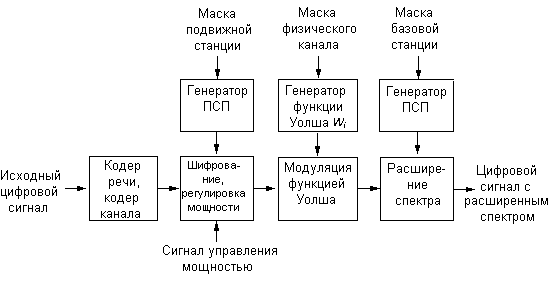 Маска
подвижной
станции
Маска
физического
канала
Маска
базовой
станции
Генератор
ПСП
Генератор
функции
Уолша Wi
Генератор
ПСП
Исходный
цифровой
сигнал
Кодер
речи,
кодер
канала
Шифрова-
ние,
регулировка
мощности
Модуляция
функцией
Уолша
Расшире-
ние
спектра
Цифровой
сигнал с
расширенным
спектром
Сигнал управления
мощностью